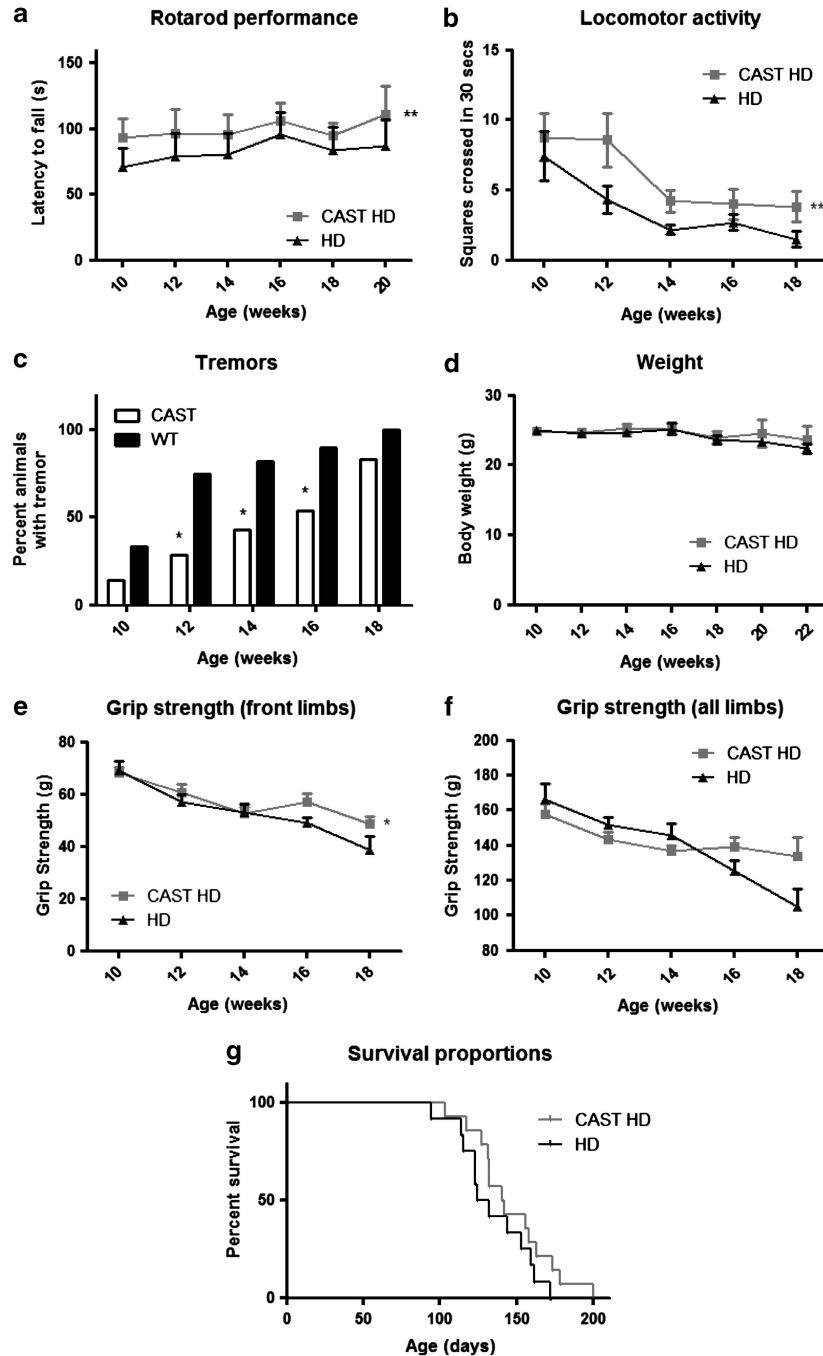 a
Rotarod performance
Latency to fall (s)
150
100
50
0
**
CAST HD
HD
10 12 14 16 18 20
Age (weeks)
b
Locomotor activity
Squares crossed in 30 secs
15
10
5
0
CAST HD
HD
**
10 12 14 16 18
Age (weeks)
c
Tremors
Percent animals
with tremor
100
50
0
CAST
WT
*
*
*
10 12 14 16 18
Age (weeks)
d
Weight
Body weight (g)
30
20
10
0
CAST HD
HD
10 12 14 16 18 20 22
Age (weeks)
e
Grip strength (front limbs)
Grip Strength (g)
80
60
40
20
0
*
CAST HD
HD
10 12 14 16 18
Age (weeks)
f
Grip strength (all limbs)
Grip Strength (g)
200
180
160
140
120
100
80
CAST HD
HD
10 12 14 16 18
Age (weeks)
g
Survival proportions
Percent survival
100
50
0
CAST HD
HD
0 50 100 150 200
Age (days)